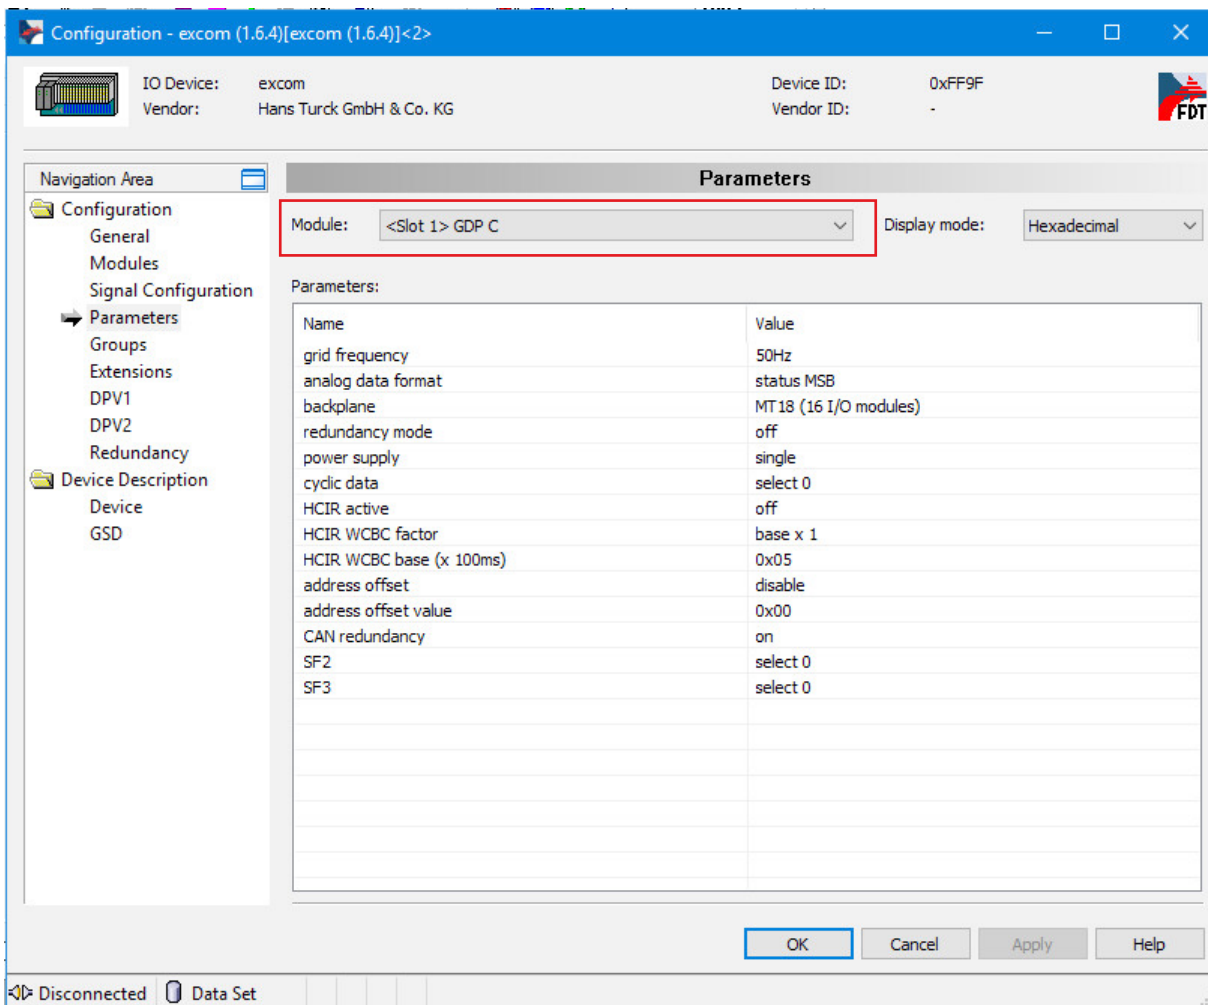 Configuration - excom (1.6.4)[excom (1.6.4)]<2>
IO Device: excom Device ID: 0xFF9F
Vendor: Hans Turck GmbH & Co. KG Vendor ID: -
FDT
Navigation Area
Parameters
Configuration
General
Modules
Signal Configuration
Parameters
Groups
Extensions
DPV1
DPV2
Redundancy
Device Description
Device
GSD
Module: <Slot 1> GDP C Display mode: Hexadecimal
Parameters:
Name Value
grid frequency 50Hz
analog data format status MSB
backplane MT18 (16 I/O modules)
redundancy mode off
power supply single
cyclic data select 0
HCIR active off
HCIR WCBC factor base x 1
HCIR WCBC base (x 100ms) 0x05
address offset disable
address offset value 0x00
CAN redundancy on
SF2 select 0
SF3 select 0
OK Cancel Apply Help
Disconnected Data Set